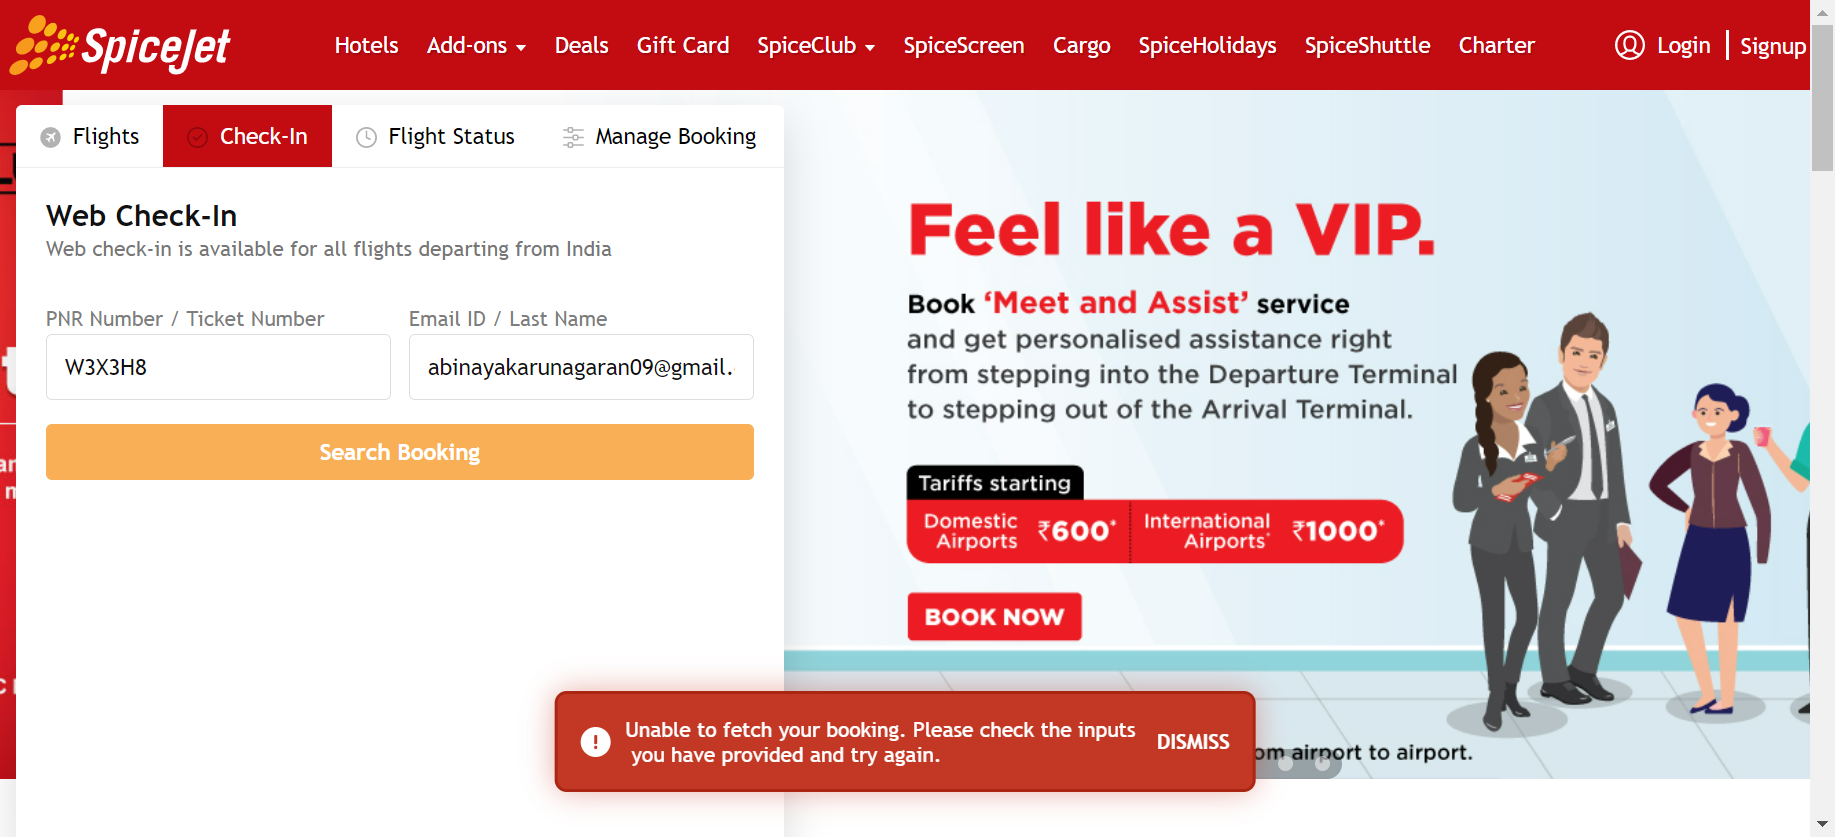 SpiceJet
Hotels Add-ons Deals Gift Card SpiceClub SpiceScreen Cargo SpiceHolidays SpiceShuttle Charter Login Signup
Flights Check-In Flight Status Manage Booking
Web Check-In
Web check-in is available for all flights departing from India
PNR Number / Ticket Number Email ID / Last Name
W3X3H8 abinayakarunagaran09@gmail.
Search Booking
Feel like a VIP.
Book ‘Meet and Assist’ service
and get personalised assistance right
from stepping into the Departure Terminal
to stepping out of the Arrival Terminal.
Tariffs starting
Domestic Airports ₹600* International Airports* ₹1000*
BOOK NOW
Unable to fetch your booking. Please check the inputs
you have provided and try again.
DISMISS
airport to airport.